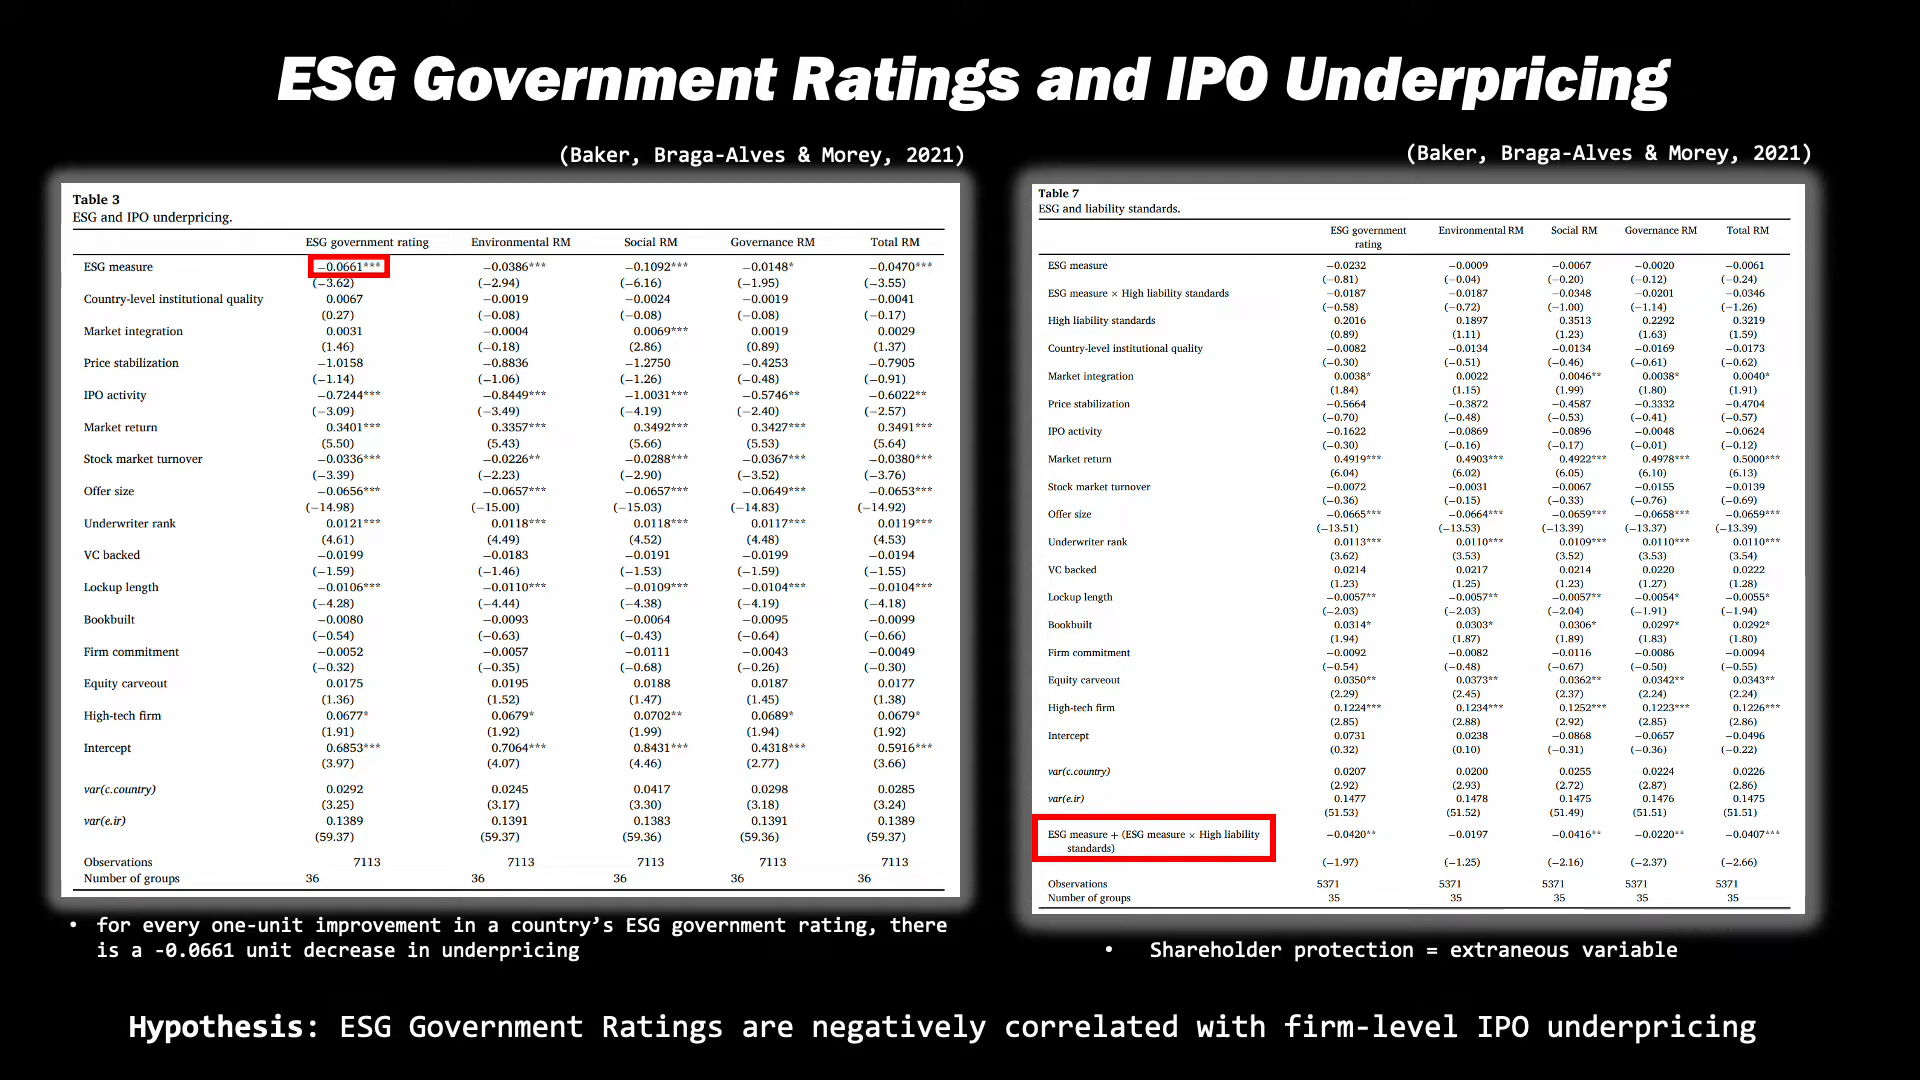 ESG Government Ratings and IPO Underpricing
(Baker, Braga-Alves & Morey, 2021)
Table 3
ESG and IPO underpricing.
ESG government rating Environmental RM Social RM Governance RM Total RM
ESG measure −0.0661*** −0.0386*** −0.1092*** −0.0148* −0.0470***
(−3.62) (−2.94) (−6.16) (−1.95) (−3.55)
Country-level institutional quality 0.0067 −0.0019 −0.0024 −0.0019 −0.0041
(0.27) (−0.08) (−0.08) (−0.08) (−0.17)
Market integration 0.0031 −0.0004 0.0069*** 0.0019 0.0029
(1.46) (−0.18) (2.86) (0.89) (1.37)
Price stabilization −1.0158 −0.8836 −1.2750 −0.4253 −0.7905
(−1.14) (−1.06) (−1.26) (−0.48) (−0.91)
IPO activity −0.7244*** −0.8449*** −1.0031*** −0.5746** −0.6022**
(−3.09) (−3.49) (−4.19) (−2.40) (−2.57)
Market return 0.3401*** 0.3357*** 0.3492*** 0.3427*** 0.3491***
(5.50) (5.43) (5.66) (5.53) (5.64)
Stock market turnover −0.0336*** −0.0226** −0.0288*** −0.0367*** −0.0380***
(−3.39) (−2.23) (−2.90) (−3.52) (−3.76)
Offer size −0.0656*** −0.0657*** −0.0657*** −0.0649*** −0.0653***
(−14.98) (−15.00) (−15.03) (−14.83) (−14.92)
Underwriter rank 0.0121*** 0.0118*** 0.0118*** 0.0117*** 0.0119***
(4.61) (4.49) (4.52) (4.48) (4.53)
VC backed −0.0199 −0.0183 −0.0191 −0.0199 −0.0194
(−1.59) (−1.46) (−1.53) (−1.59) (−1.55)
Lockup length −0.0106*** −0.0110*** −0.0109*** −0.0104*** −0.0104***
(−4.28) (−4.44) (−4.38) (−4.19) (−4.18)
Bookbuilt −0.0080 −0.0093 −0.0064 −0.0095 −0.0099
(−0.54) (−0.63) (−0.43) (−0.64) (−0.66)
Firm commitment −0.0052 −0.0057 −0.0111 −0.0043 −0.0049
(−0.32) (−0.35) (−0.68) (−0.26) (−0.30)
Equity carveout 0.0175 0.0195 0.0188 0.0187 0.0177
(1.36) (1.52) (1.47) (1.45) (1.38)
High-tech firm 0.0677* 0.0679* 0.0702** 0.0689* 0.0679*
(1.91) (1.92) (1.99) (1.94) (1.92)
Intercept 0.6853*** 0.7064*** 0.8431*** 0.4318*** 0.5916***
(3.97) (4.07) (4.46) (2.77) (3.66)
var(c.country) 0.0292 0.0245 0.0417 0.0298 0.0285
(3.25) (3.17) (3.30) (3.18) (3.24)
var(e.ir) 0.1389 0.1391 0.1383 0.1391 0.1389
(59.37) (59.37) (59.36) (59.36) (59.37)
Observations 7113 7113 7113 7113 7113
Number of groups 36 36 36 36 36
• for every one-unit improvement in a country’s ESG government rating, there
is a -0.0661 unit decrease in underpricing
(Baker, Braga-Alves & Morey, 2021)
Table 7
ESG and liability standards.
ESG government Environmental RM Social RM Governance RM Total RM
rating
ESG measure −0.0232 −0.0009 −0.0067 −0.0020 −0.0061
(−0.81) (−0.04) (−0.20) (−0.12) (−0.24)
ESG measure × High liability standards −0.0187 −0.0187 −0.0348 −0.0201 −0.0346
(−0.58) (−0.72) (−1.00) (−1.14) (−1.26)
High liability standards 0.2016 0.1897 0.3513 0.2292 0.3219
(0.89) (1.11) (1.23) (1.63) (1.59)
Country-level institutional quality −0.0082 −0.0134 −0.0134 −0.0169 −0.0173
(−0.30) (−0.51) (−0.46) (−0.61) (−0.62)
Market integration 0.0038* 0.0022 0.0046** 0.0038* 0.0040*
(1.84) (1.15) (1.99) (1.80) (1.91)
Price stabilization −0.5664 −0.3872 −0.4587 −0.3332 −0.4704
(−0.70) (−0.48) (−0.53) (−0.41) (−0.57)
IPO activity −0.1622 −0.0869 −0.0896 −0.0048 −0.0624
(−0.30) (−0.16) (−0.17) (−0.01) (−0.12)
Market return 0.4919*** 0.4903*** 0.4922*** 0.4978*** 0.5000***
(6.04) (6.02) (6.05) (6.10) (6.13)
Stock market turnover −0.0072 −0.0031 −0.0067 −0.0155 −0.0139
(−0.36) (−0.15) (−0.33) (−0.76) (−0.69)
Offer size −0.0665*** −0.0664*** −0.0659*** −0.0658*** −0.0659***
(−13.51) (−13.53) (−13.39) (−13.37) (−13.39)
Underwriter rank 0.0113*** 0.0110*** 0.0109*** 0.0110*** 0.0110***
(3.62) (3.53) (3.52) (3.53) (3.54)
VC backed 0.0214 0.0217 0.0214 0.0220 0.0222
(1.23) (1.25) (1.23) (1.27) (1.28)
Lockup length −0.0057** −0.0057** −0.0057** −0.0054* −0.0055*
(−2.03) (−2.03) (−2.04) (−1.91) (−1.94)
Bookbuilt 0.0314* 0.0303* 0.0306* 0.0297* 0.0292*
(1.94) (1.87) (1.89) (1.83) (1.80)
Firm commitment −0.0092 −0.0082 −0.0116 −0.0086 −0.0094
(−0.54) (−0.48) (−0.67) (−0.50) (−0.55)
Equity carveout 0.0350** 0.0373** 0.0362** 0.0342** 0.0343**
(2.29) (2.45) (2.37) (2.24) (2.24)
High-tech firm 0.1224*** 0.1234*** 0.1252*** 0.1223*** 0.1226***
(2.85) (2.88) (2.92) (2.85) (2.86)
Intercept 0.0731 0.0238 −0.0868 −0.0657 −0.0496
(0.32) (0.10) (−0.31) (−0.36) (−0.22)
var(c.country) 0.0207 0.0200 0.0255 0.0224 0.0226
(2.92) (2.93) (2.72) (2.87) (2.86)
var(e.ir) 0.1477 0.1478 0.1475 0.1476 0.1475
(51.53) (51.52) (51.49) (51.51) (51.51)
ESG measure + (ESG measure × High liability −0.0420** −0.0197 −0.0416** −0.0220** −0.0407***
standards)
(−1.97) (−1.25) (−2.16) (−2.37) (−2.66)
Observations 5371 5371 5371 5371 5371
Number of groups 35 35 35 35 35
• Shareholder protection = extraneous variable
Hypothesis: ESG Government Ratings are negatively correlated with firm-level IPO underpricing